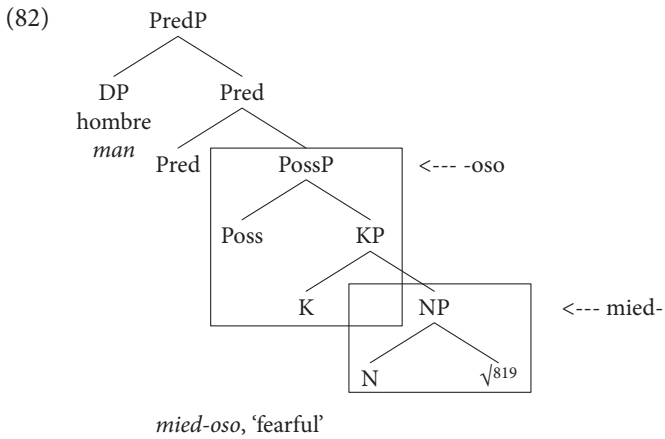 (82)
PredP
DP Pred
hombre
man
Pred PossP <--- -oso
Poss KP
K NP <--- mied-
N √819
mied-oso, ‘fearful’